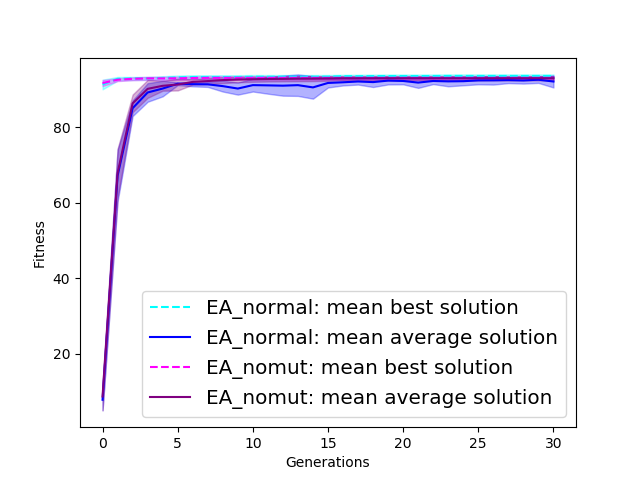 80
60
40
20
Fitness
EA_normal: mean best solution
EA_normal: mean average solution
EA_nomut: mean best solution
EA_nomut: mean average solution
0 5 10 15 20 25 30
Generations